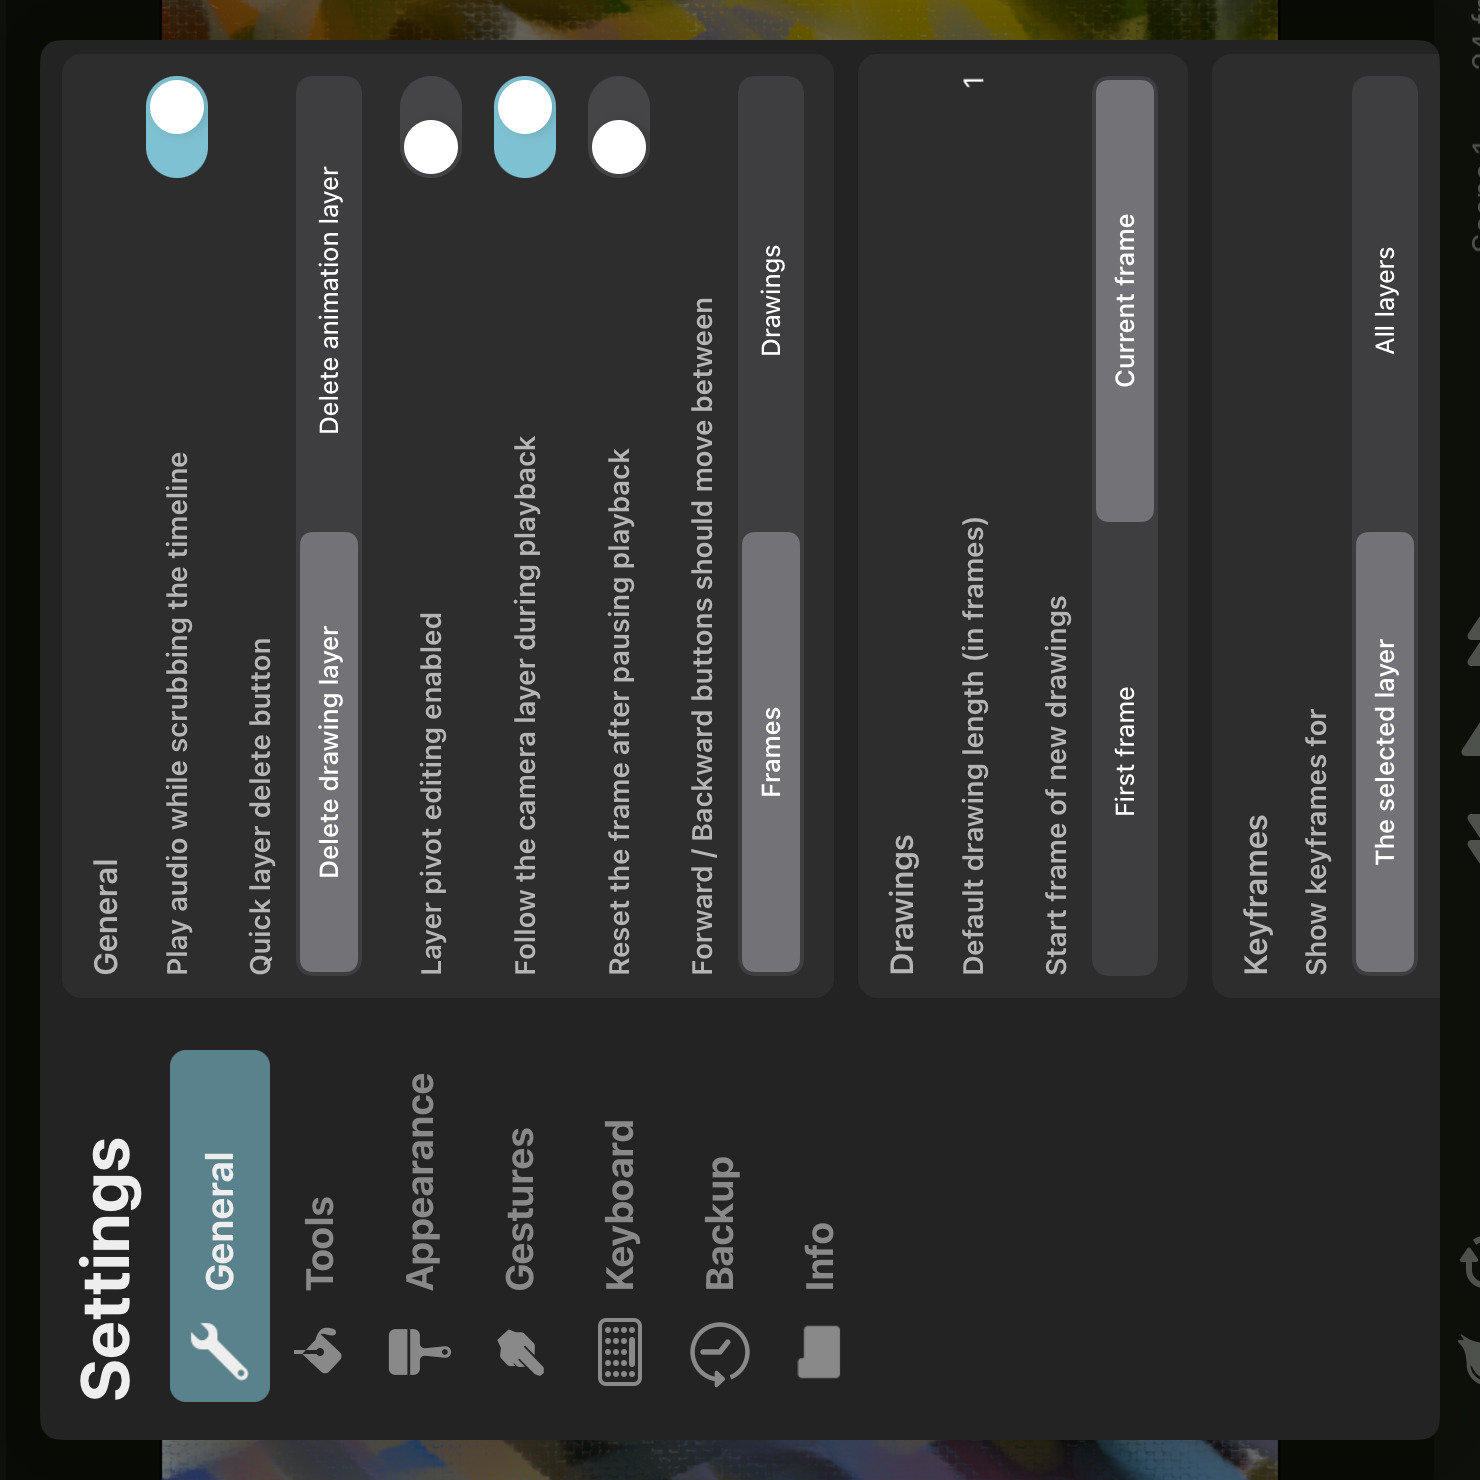 Settings
General
Tools
Appearance
Gestures
Keyboard
Backup
Info
General
Play audio while scrubbing the timeline
Quick layer delete button
Delete drawing layer
Delete animation layer
Layer pivot editing enabled
Follow the camera layer during playback
Reset the frame after pausing playback
Forward / Backward buttons should move between
Frames
Drawings
Drawings
Default drawing length (in frames)
1
Start frame of new drawings
First frame
Current frame
Keyframes
Show keyframes for
The selected layer
All layers